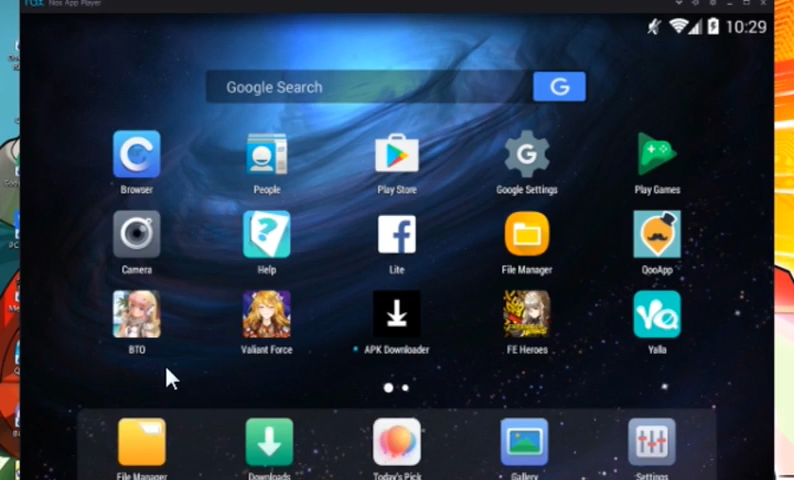 nox Nox App Player
10:29
Google Search
G
Browser
People
Play Store
Google Settings
Play Games
Camera
Help
Lite
File Manager
QooApp
BTO
Valiant Force
APK Downloader
FE Heroes
Yalla
File Manager
Downloads
Today's Pick
Gallery
Settings